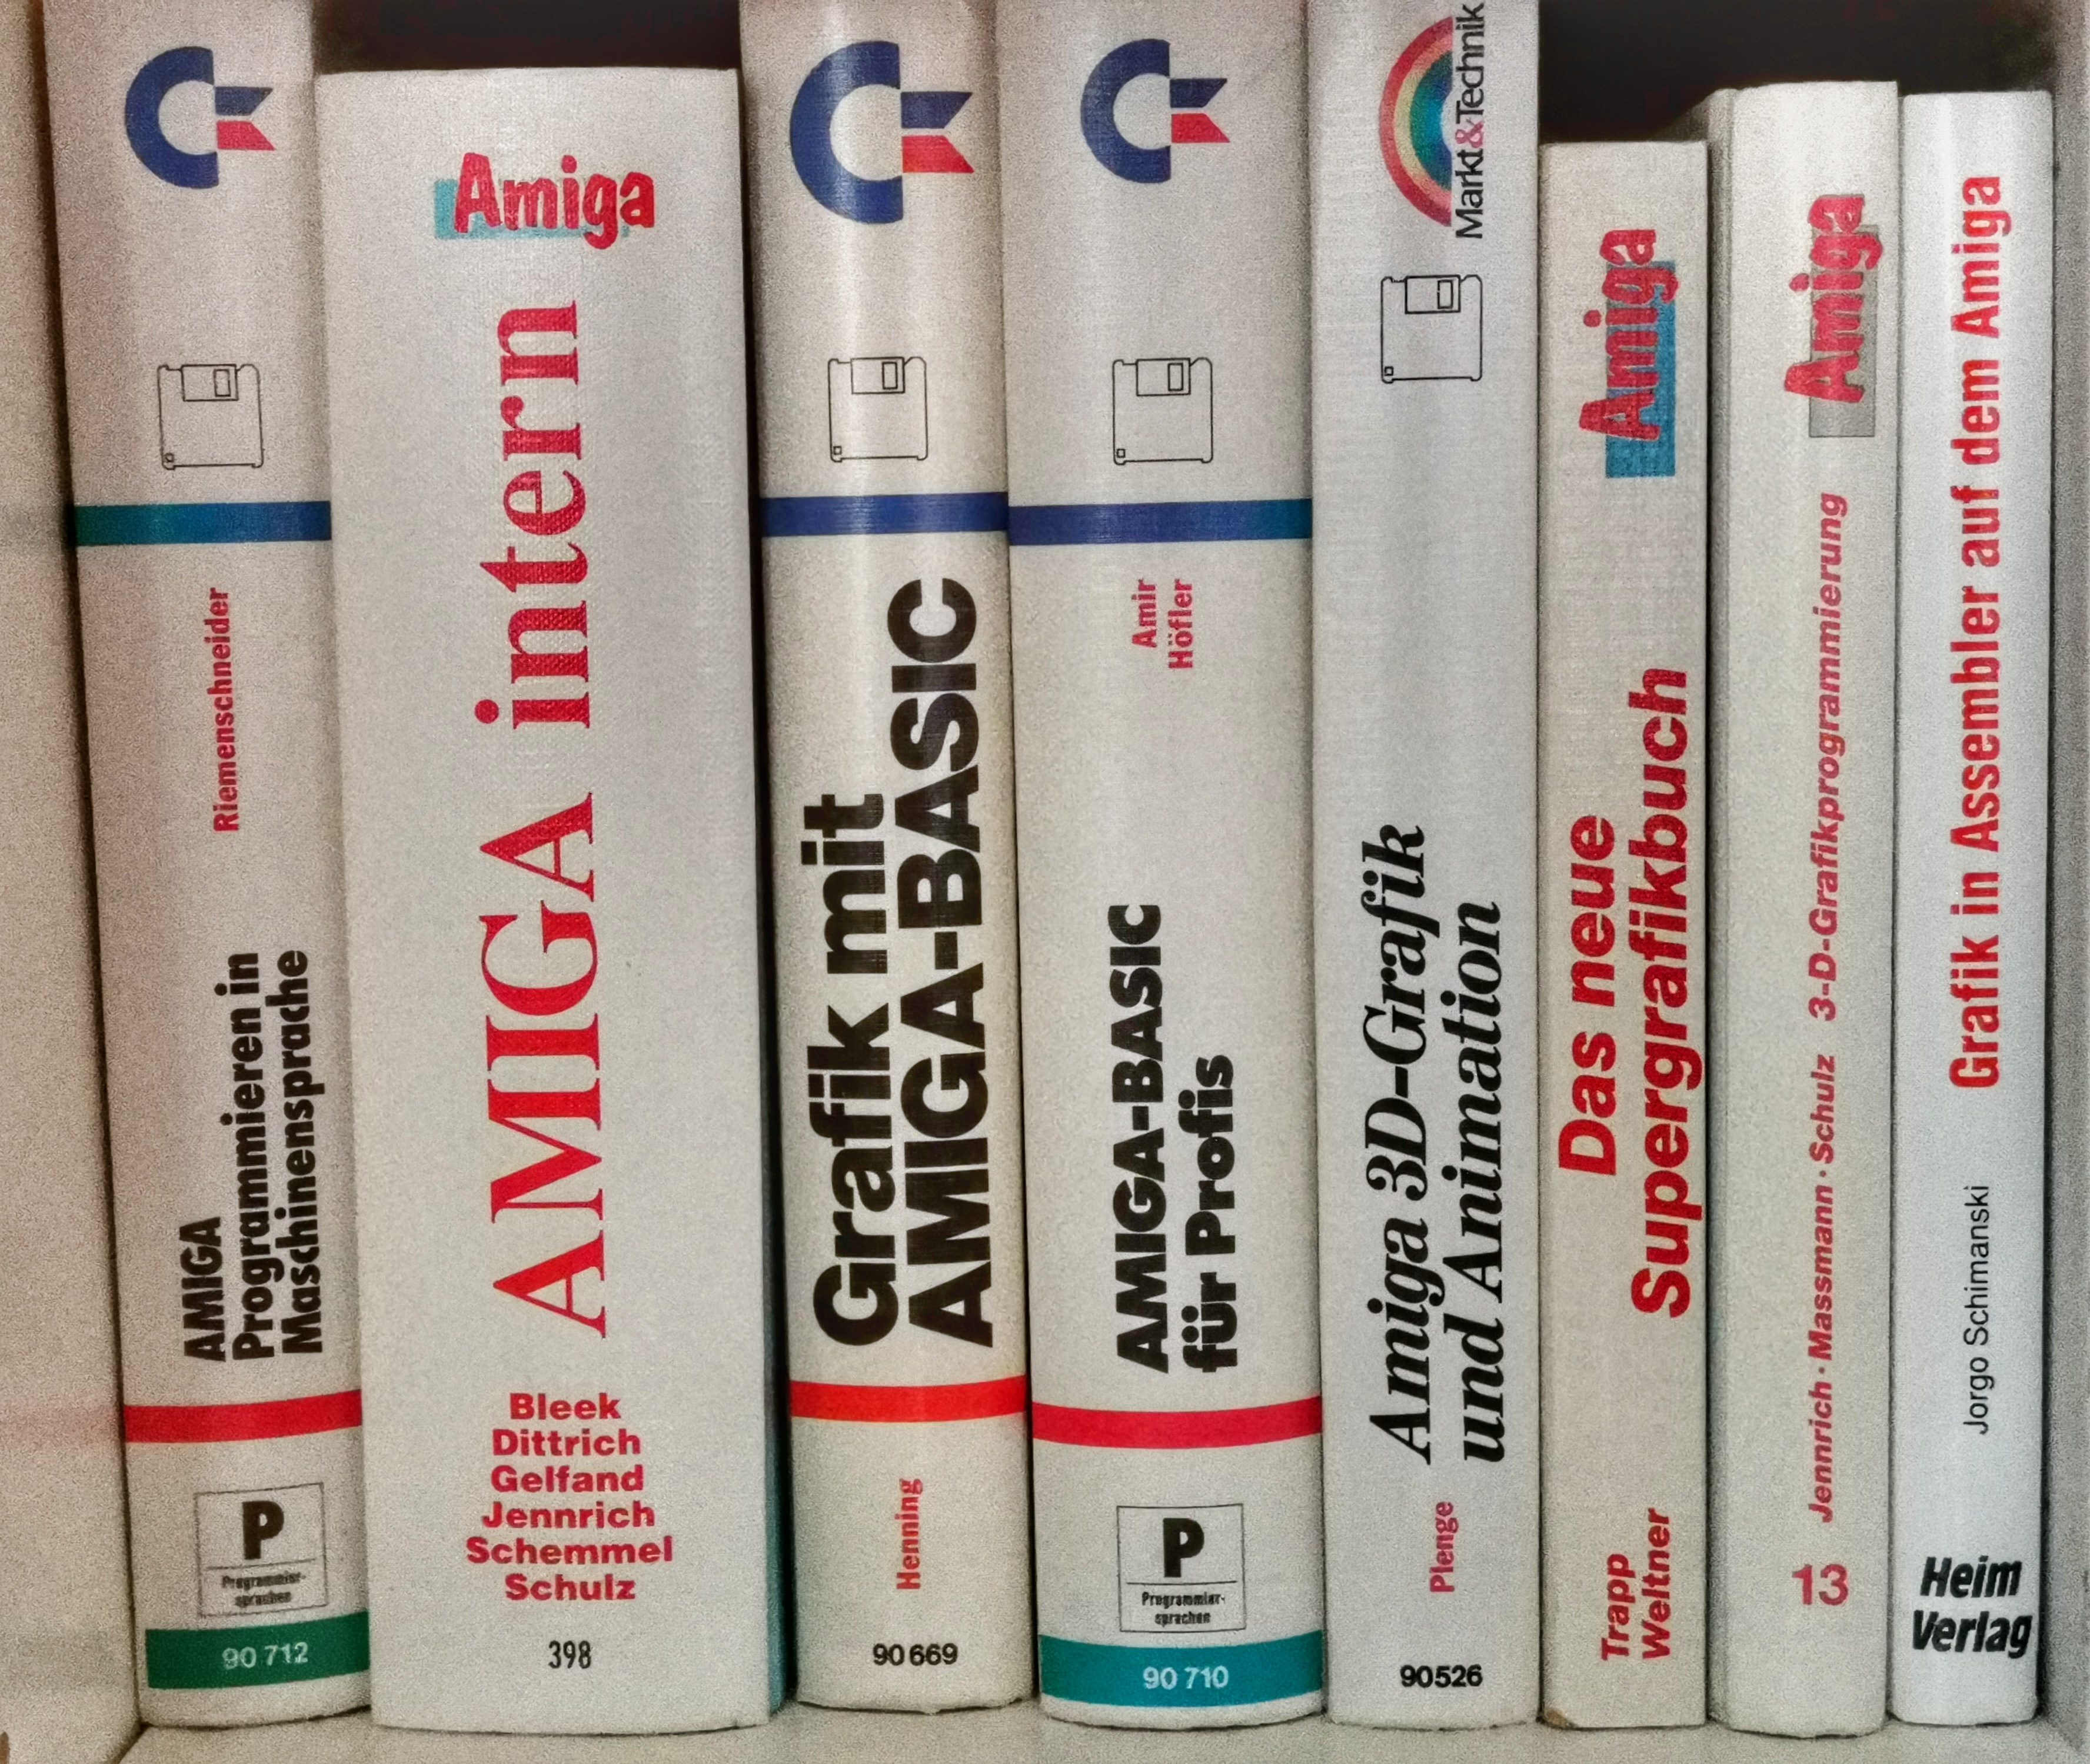 Riemenschneider
AMIGA
Programmieren in
Maschinensprache
P
Programmier-
sprachen
90 712
Amiga
AMIGA intern
Bleek
Dittrich
Gelfand
Jennrich
Schemmel
Schulz
398
Grafik mit
AMIGA-BASIC
Henning
90 669
Amir
Höfler
AMIGA-BASIC
für Profis
P
Programmier-
sprachen
90 710
Markt&Technik
Amiga 3D-Grafik
und Animation
Plenge
90526
Amiga
Das neue
Supergrafikbuch
Trapp
Weltner
Amiga
Jennrich · Massmann · Schulz 3-D-Grafikprogrammierung
13
Grafik in Assembler auf dem Amiga
Jorgo Schimanski
Heim
Verlag